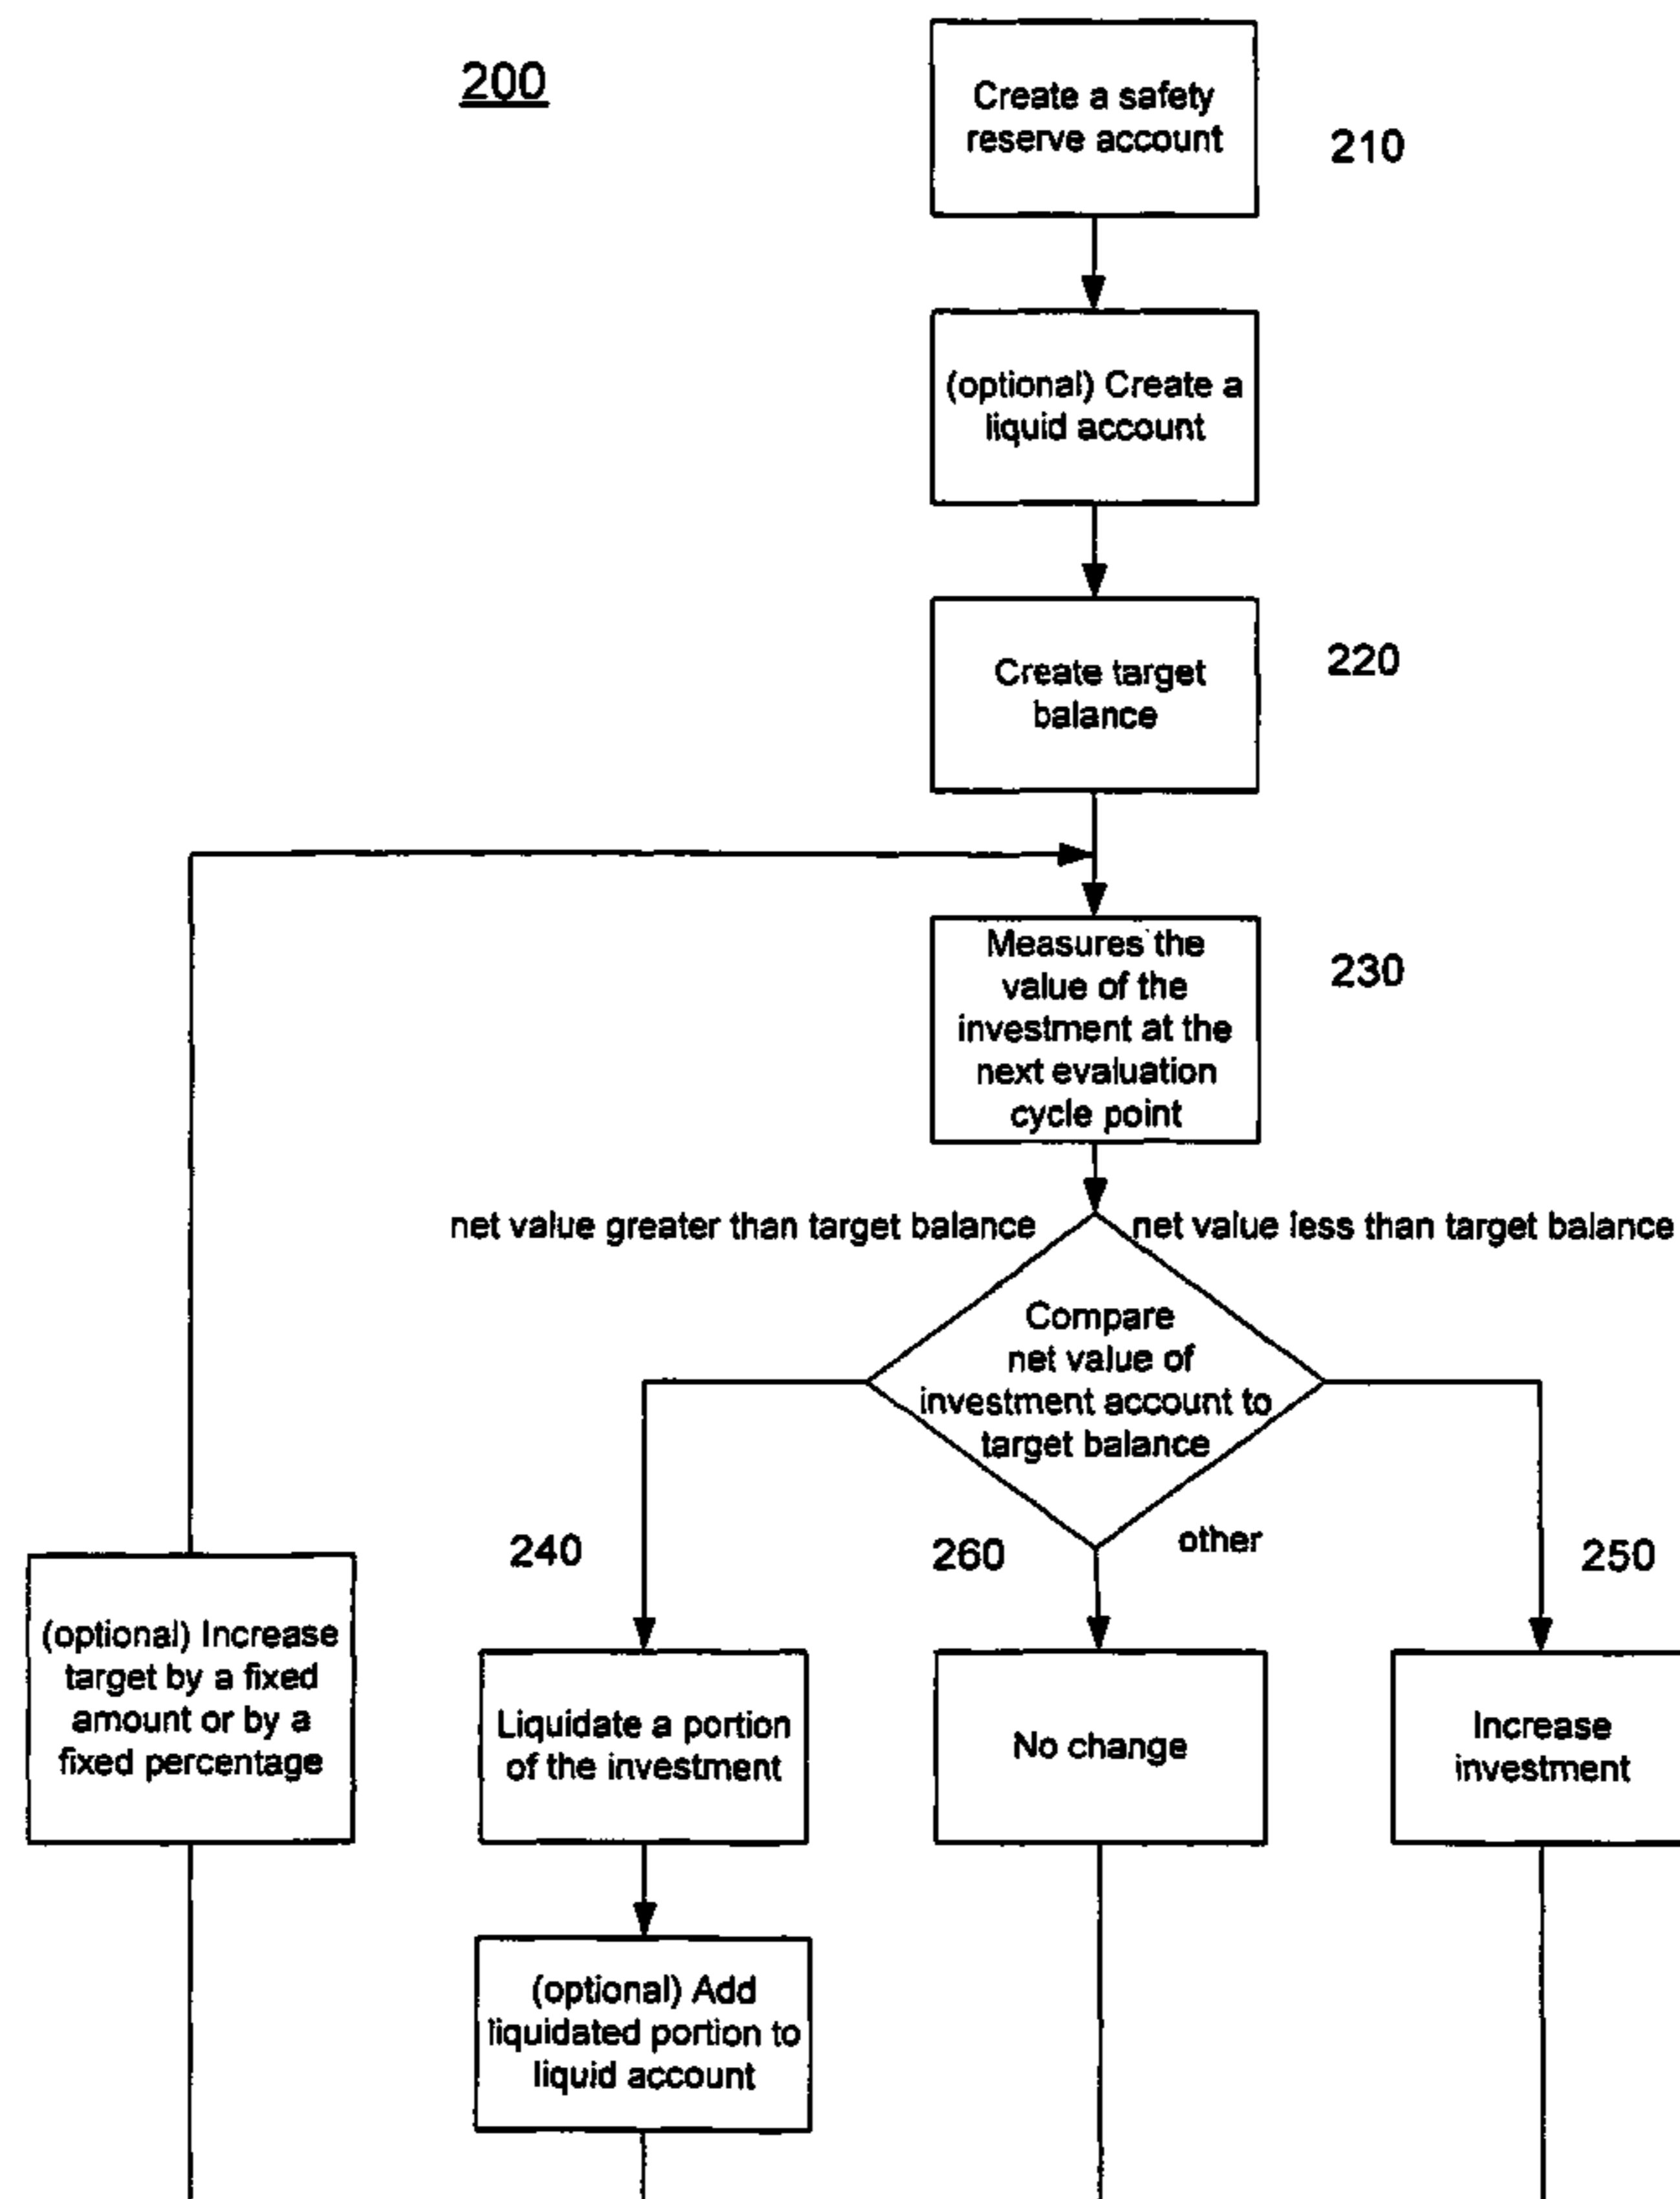 200
Create a safety
reserve account
210
(optional) Create a
liquid account
Create target
balance
220
Measures the
value of the
investment at the
next evaluation
cycle point
230
net value greater than target balance
net value less than target balance
Compare
net value of
investment account to
target balance
240
260
other
250
(optional) Increase
target by a fixed
amount or by a
fixed percentage
Liquidate a portion
of the investment
No change
Increase
investment
(optional) Add
liquidated portion to
liquid account